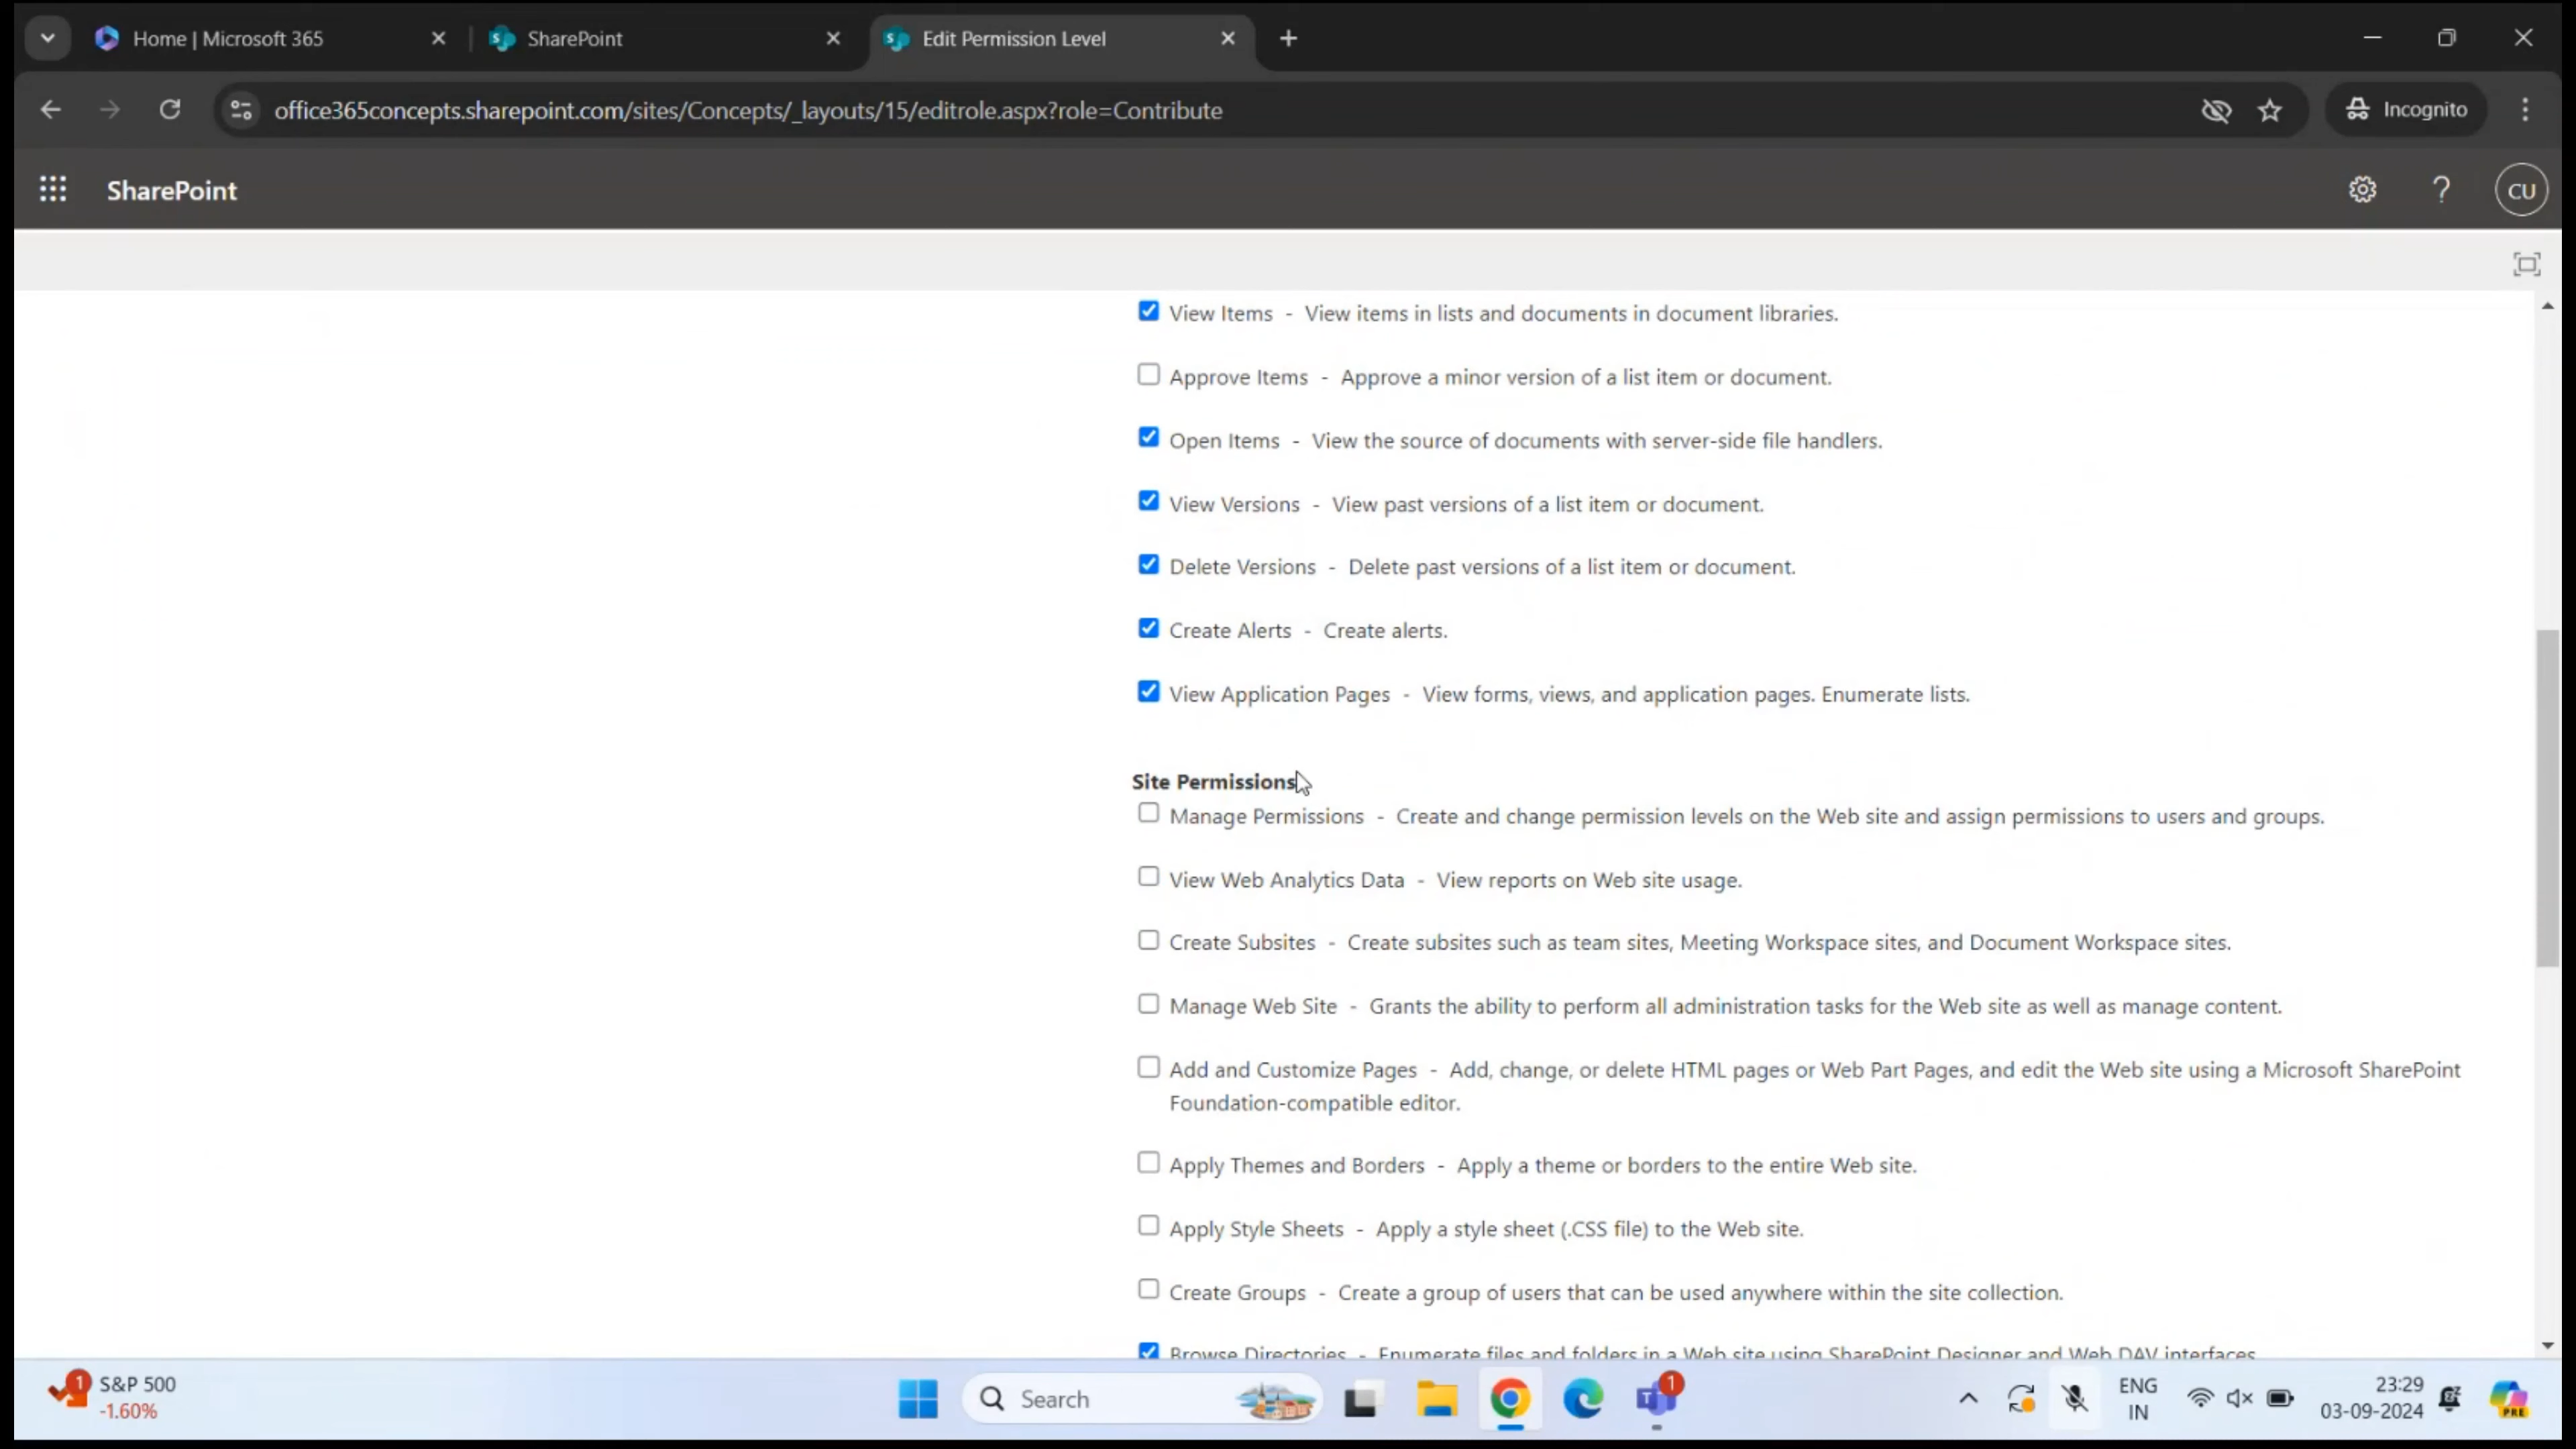 Home | Microsoft 365
SharePoint
Edit Permission Level
office365concepts.sharepoint.com/sites/Concepts/_layouts/15/editrole.aspx?role=Contribute
Incognito
SharePoint
?
CU
View Items - View items in lists and documents in document libraries.
Approve Items - Approve a minor version of a list item or document.
Open Items - View the source of documents with server-side file handlers.
View Versions - View past versions of a list item or document.
Delete Versions - Delete past versions of a list item or document.
Create Alerts - Create alerts.
View Application Pages - View forms, views, and application pages. Enumerate lists.
Site Permissions
Manage Permissions - Create and change permission levels on the Web site and assign permissions to users and groups.
View Web Analytics Data - View reports on Web site usage.
Create Subsites - Create subsites such as team sites, Meeting Workspace sites, and Document Workspace sites.
Manage Web Site - Grants the ability to perform all administration tasks for the Web site as well as manage content.
Add and Customize Pages - Add, change, or delete HTML pages or Web Part Pages, and edit the Web site using a Microsoft SharePoint
Foundation-compatible editor.
Apply Themes and Borders - Apply a theme or borders to the entire Web site.
Apply Style Sheets - Apply a style sheet (.CSS file) to the Web site.
Create Groups - Create a group of users that can be used anywhere within the site collection.
Browse Directories - Enumerate files and folders in a Web site using SharePoint Designer and Web DAV interfaces.
1
S&P 500
-1.60%
Search
1
ENG
IN
23:29
03-09-2024
PRE